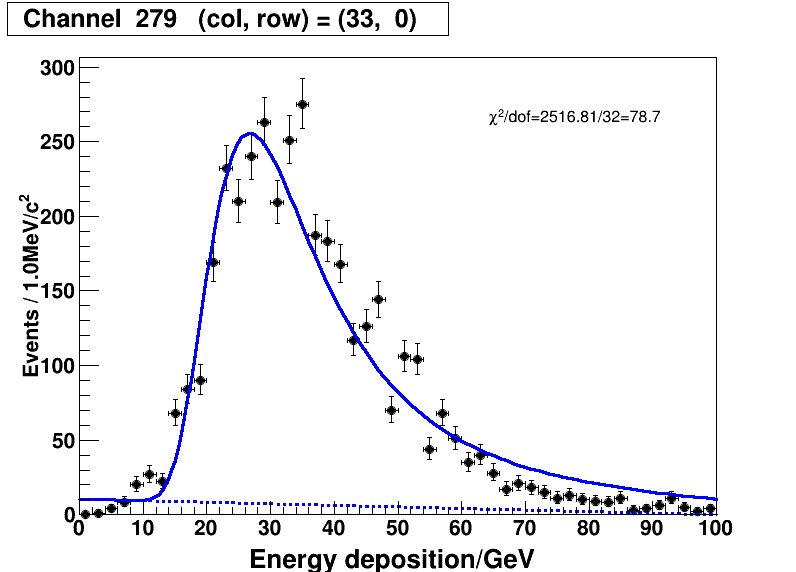 Channel  279   (col, row) = (33,  0)
χ²/dof=2516.81/32=78.7
Events / 1.0MeV/c²
300
250
200
150
100
50
0
0 10 20 30 40 50 60 70 80 90 100
Energy deposition/GeV